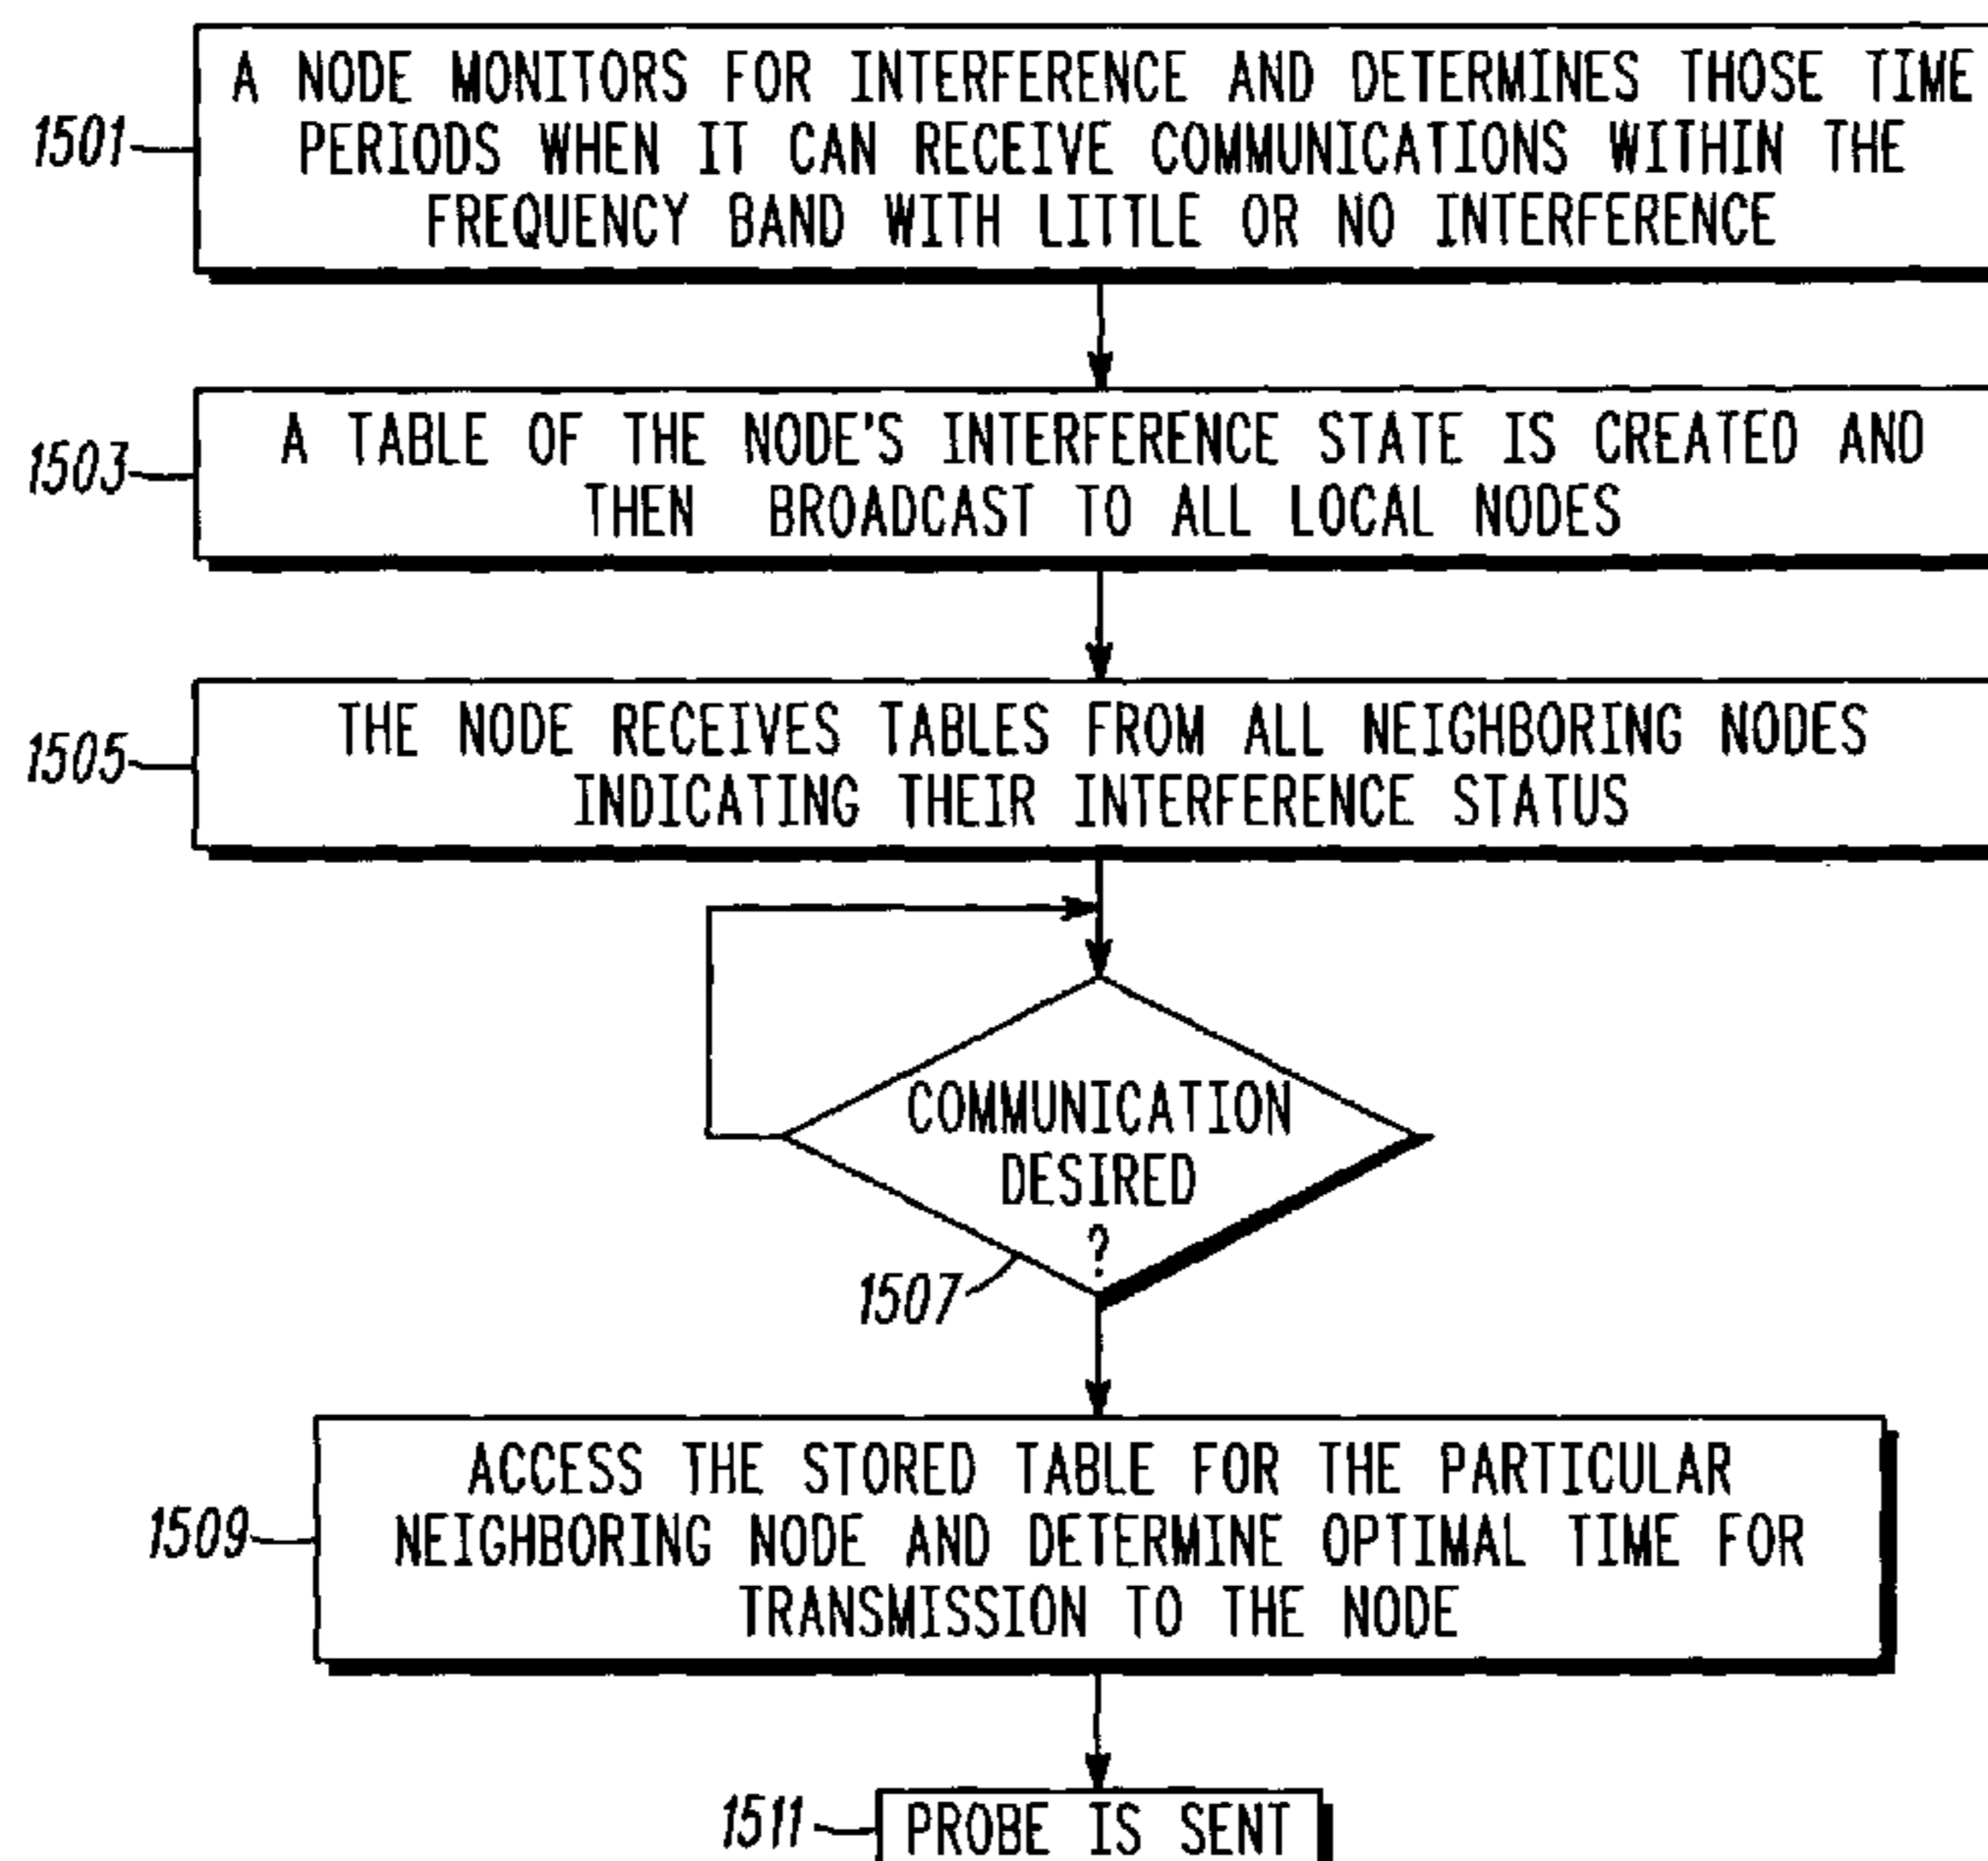 A NODE MONITORS FOR INTERFERENCE AND DETERMINES THOSE TIME
1501
PERIODS WHEN IT CAN RECEIVE COMMUNICATIONS WITHIN THE
FREQUENCY BAND WITH LITTLE OR NO INTERFERENCE
A TABLE OF THE NODE'S INTERFERENCE STATE IS CREATED AND
1503
THEN BROADCAST TO ALL LOCAL NODES
THE NODE RECEIVES TABLES FROM ALL NEIGHBORING NODES
1505
INDICATING THEIR INTERFERENCE STATUS
COMMUNICATION
DESIRED
?
1507
ACCESS THE STORED TABLE FOR THE PARTICULAR
1509
NEIGHBORING NODE AND DETERMINE OPTIMAL TIME FOR
TRANSMISSION TO THE NODE
1511
PROBE IS SENT